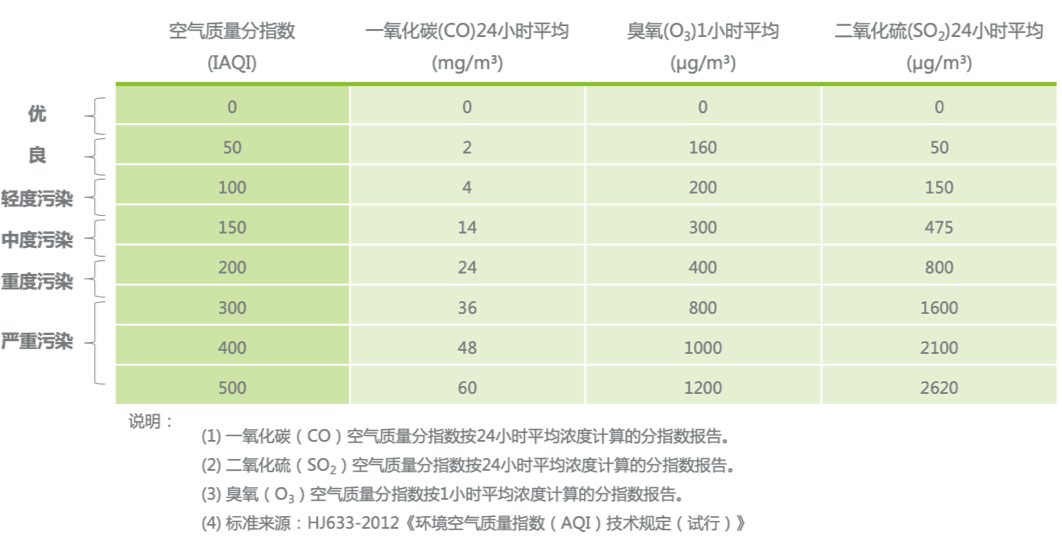 空气质量分指数 一氧化碳(CO)24小时平均 臭氧(O₃)1小时平均 二氧化硫(SO₂)24小时平均
(IAQI) (mg/m³) (μg/m³) (μg/m³)
优 0 0 0 0
良 50 2 160 50
轻度污染 100 4 200 150
中度污染 150 14 300 475
重度污染 200 24 400 800
300 36 800 1600
严重污染 400 48 1000 2100
500 60 1200 2620
说明：
(1) 一氧化碳（CO）空气质量分指数按24小时平均浓度计算的分指数报告。
(2) 二氧化硫（SO₂）空气质量分指数按24小时平均浓度计算的分指数报告。
(3) 臭氧（O₃）空气质量分指数按1小时平均浓度计算的分指数报告。
(4) 标准来源：HJ633-2012《环境空气质量指数（AQI）技术规定（试行）》